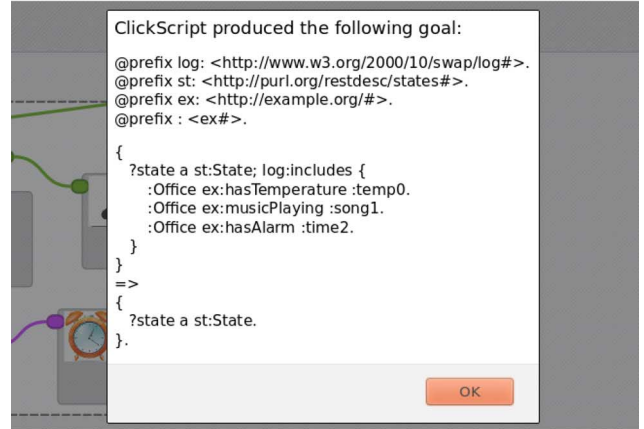 ClickScript produced the following goal:
@prefix log: <http://www.w3.org/2000/10/swap/log#>.
@prefix st: <http://purl.org/restdesc/states#>.
@prefix ex: <http://example.org/#>.
@prefix : <ex#>.
{
?state a st:State; log:includes {
:Office ex:hasTemperature :temp0.
:Office ex:musicPlaying :song1.
:Office ex:hasAlarm :time2.
}
}
=>
{
?state a st:State.
}.
OK